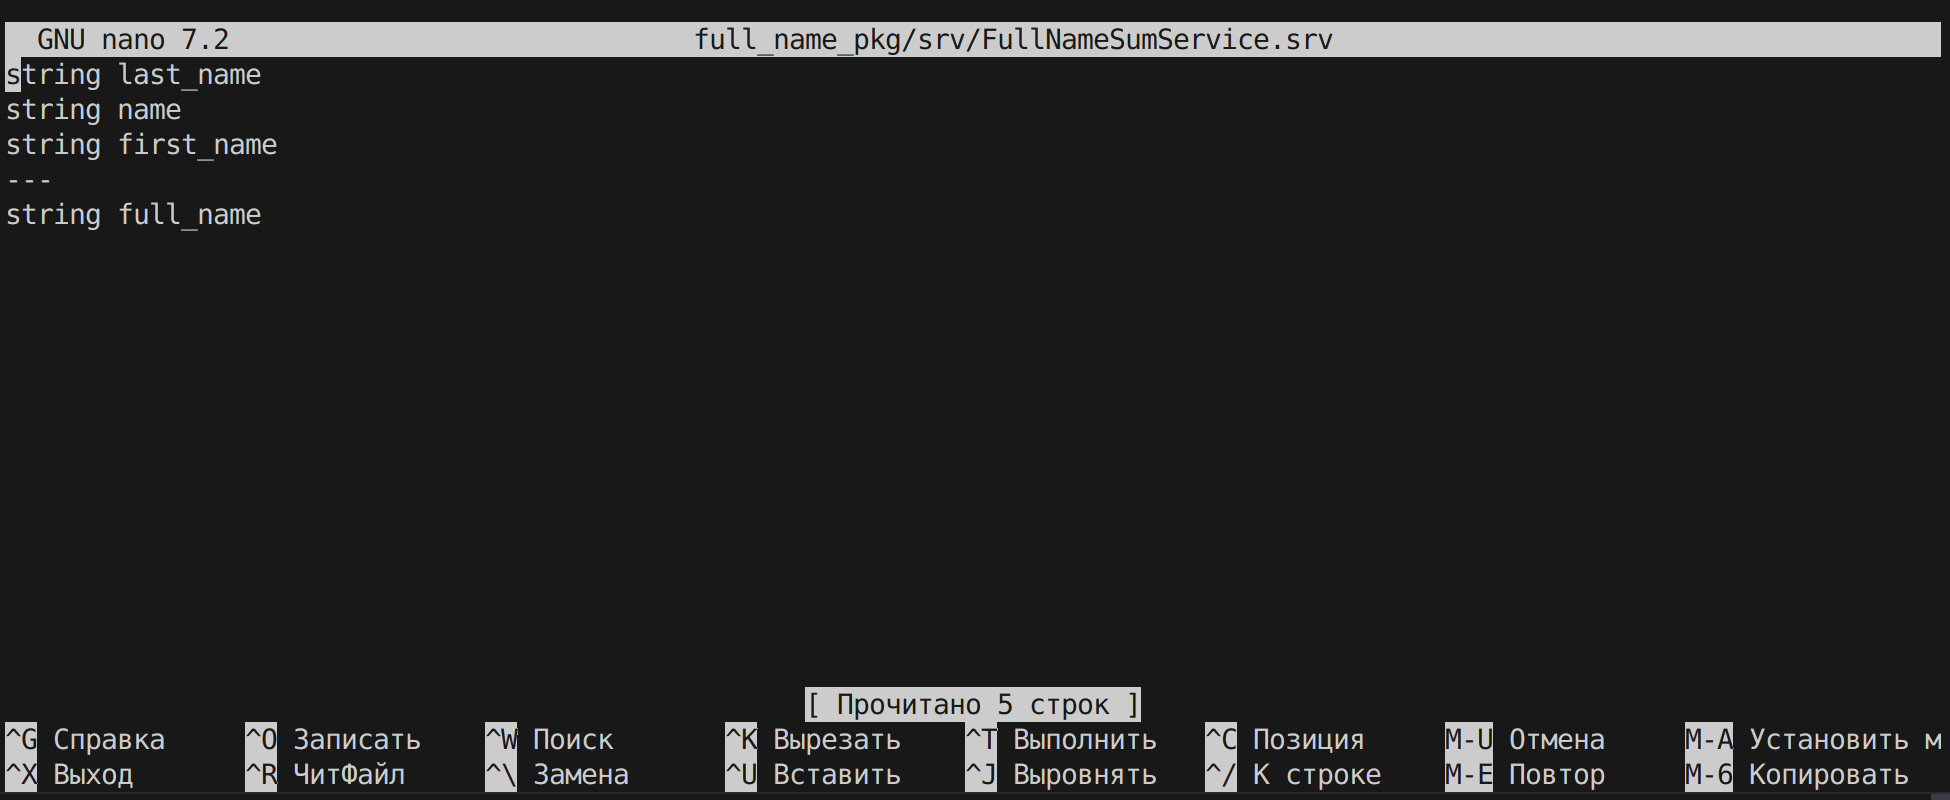 GNU nano 7.2 full_name_pkg/srv/FullNameSumService.srv
string last_name
string name
string first_name
---
string full_name
[ Прочитано 5 строк ]
^G Справка ^O Записать ^W Поиск ^K Вырезать ^T Выполнить ^C Позиция M-U Отмена M-A Установить м
^X Выход ^R ЧитФайл ^\ Замена ^U Вставить ^J Выровнять ^/ К строке M-E Повтор M-6 Копировать